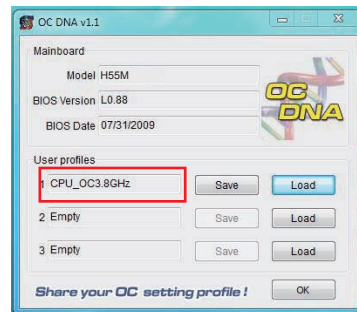 OC DNA v1.1
Mainboard
Model H55M
BIOS Version L0.88
BIOS Date 07/31/2009
OC
DNA
User profiles
1 CPU_OC3.8GHz Save Load
2 Empty Save Load
3 Empty Save Load
Share your OC setting profile! OK